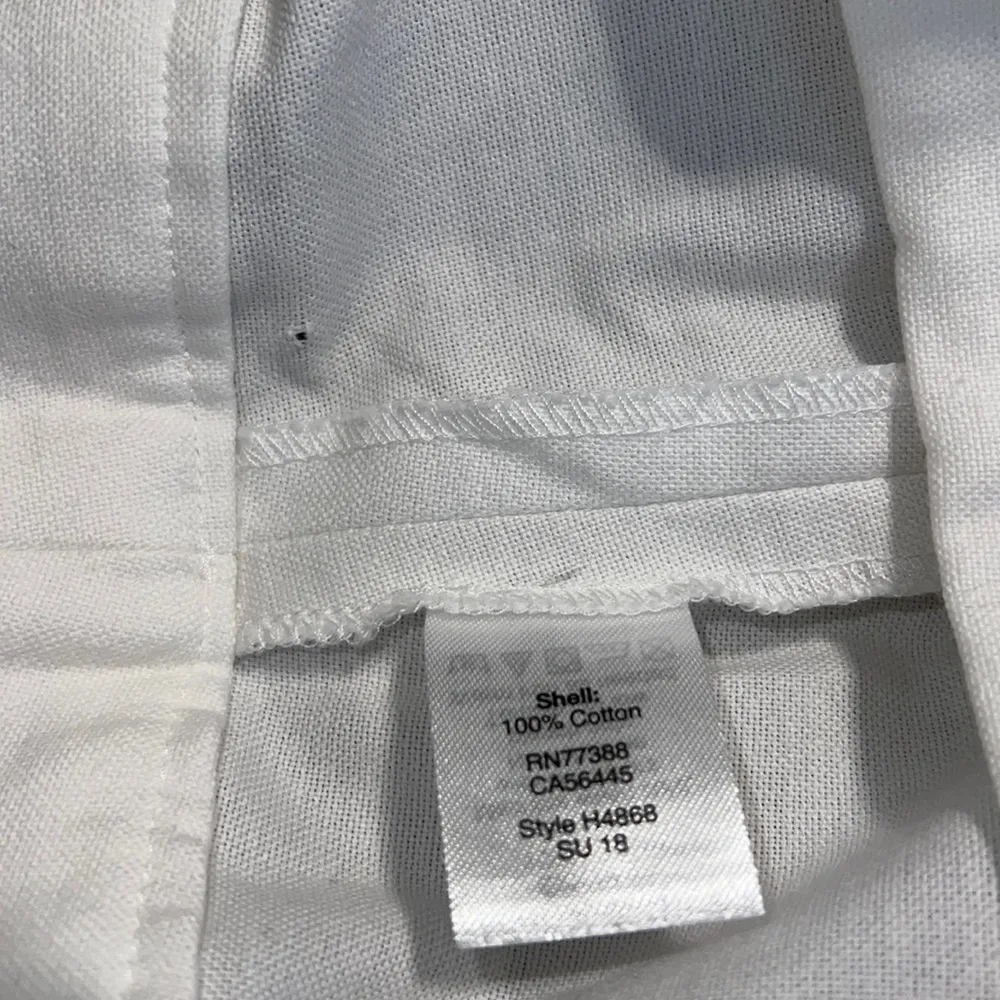 Shell:
100% Cotton
RN77388
CA56445
Style H4868
SU 18